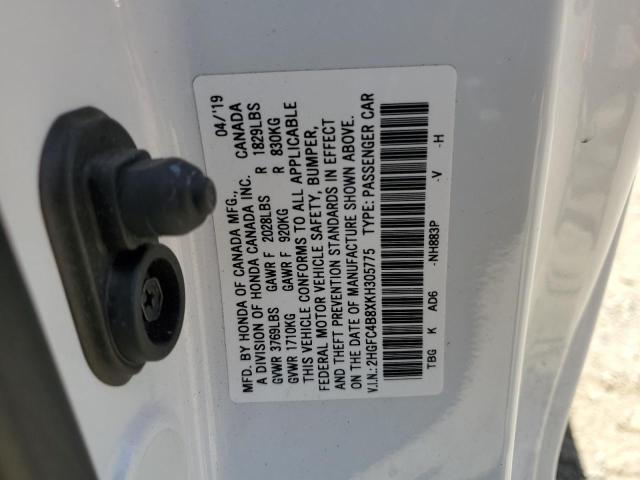 MFD. BY HONDA OF CANADA MFG., 04/'19
A DIVISION OF HONDA CANADA INC. CANADA
GVWR 3769LBS GAWR F 2028LBS R 1829LBS
GVWR 1710KG GAWR F 920KG R 830KG
THIS VEHICLE CONFORMS TO ALL APPLICABLE
FEDERAL MOTOR VEHICLE SAFETY, BUMPER,
AND THEFT PREVENTION STANDARDS IN EFFECT
ON THE DATE OF MANUFACTURE SHOWN ABOVE.
V.I.N.: 2HGFC4B8XKH305775 TYPE: PASSENGER CAR
TBG K AD6 -NH883P -V -H